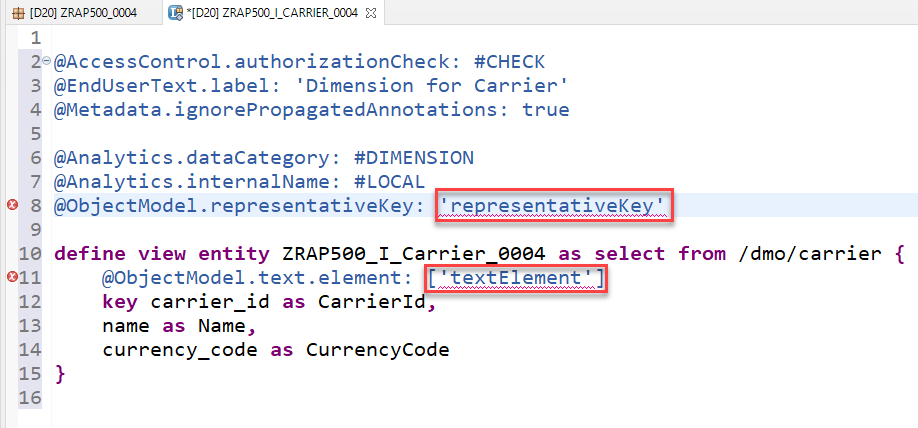 [D20] ZRAP500_0004 *[D20] ZRAP500_I_CARRIER_0004
1
2 @AccessControl.authorizationCheck: #CHECK
3 @EndUserText.label: 'Dimension for Carrier'
4 @Metadata.ignorePropagatedAnnotations: true
5
6 @Analytics.dataCategory: #DIMENSION
7 @Analytics.internalName: #LOCAL
8 @ObjectModel.representativeKey: 'representativeKey'
9
10 define view entity ZRAP500_I_Carrier_0004 as select from /dmo/carrier {
11 @ObjectModel.text.element: ['textElement']
12 key carrier_id as CarrierId,
13 name as Name,
14 currency_code as CurrencyCode
15 }
16